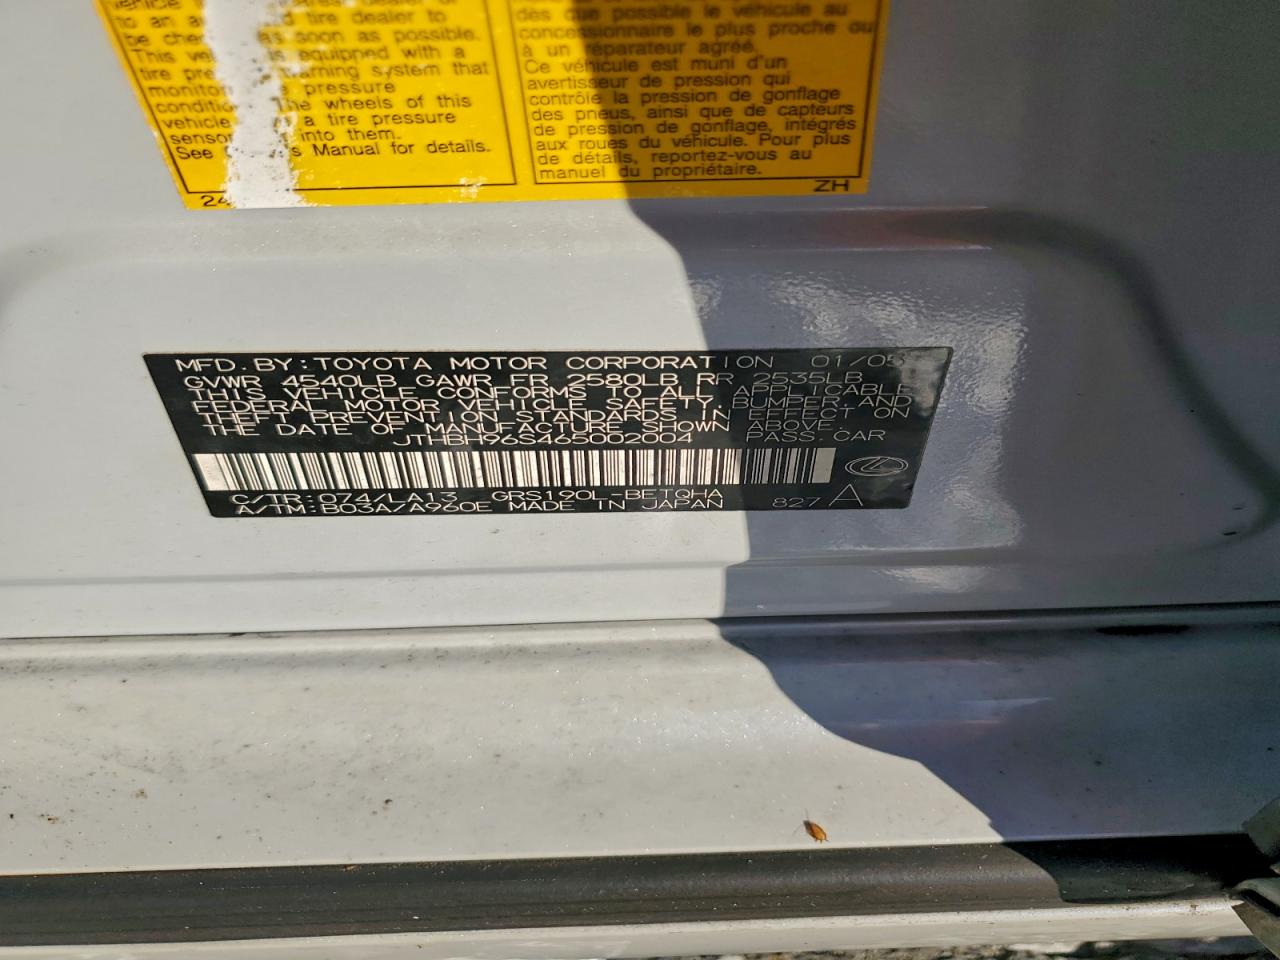 to an a d tire dealer to
be che as soon as possible.
This ve is equipped with a
tire pre arning system that
monitor e pressure
conditio The wheels of this
vehicle a tire pressure
senso into them.
See s Manual for details.
24
dès que possible le véhicule au
concessionnaire le plus proche ou
à un réparateur agréé.
Ce véhicule est muni d'un
avertisseur de pression qui
contrôle la pression de gonflage
des pneus, ainsi que de capteurs
de pression de gonflage, intégrés
aux roues du véhicule. Pour plus
de détails, reportez-vous au
manuel du propriétaire.
ZH
MFD. BY: TOYOTA MOTOR CORPORATION 01/05
GVWR 4540LB GAWR FR 2580LB RR 2535LB
THIS VEHICLE CONFORMS TO ALL APPLICABLE
FEDERAL MOTOR VEHICLE SAFETY, BUMPER, AND
THEFT PREVENTION STANDARDS IN EFFECT ON
THE DATE OF MANUFACTURE SHOWN ABOVE.
JTHBH96S465002004 PASS. CAR
C/TR: 074/LA13 GRS190L-BETQHA
A/TM: B03A/A960E MADE IN JAPAN 827 A